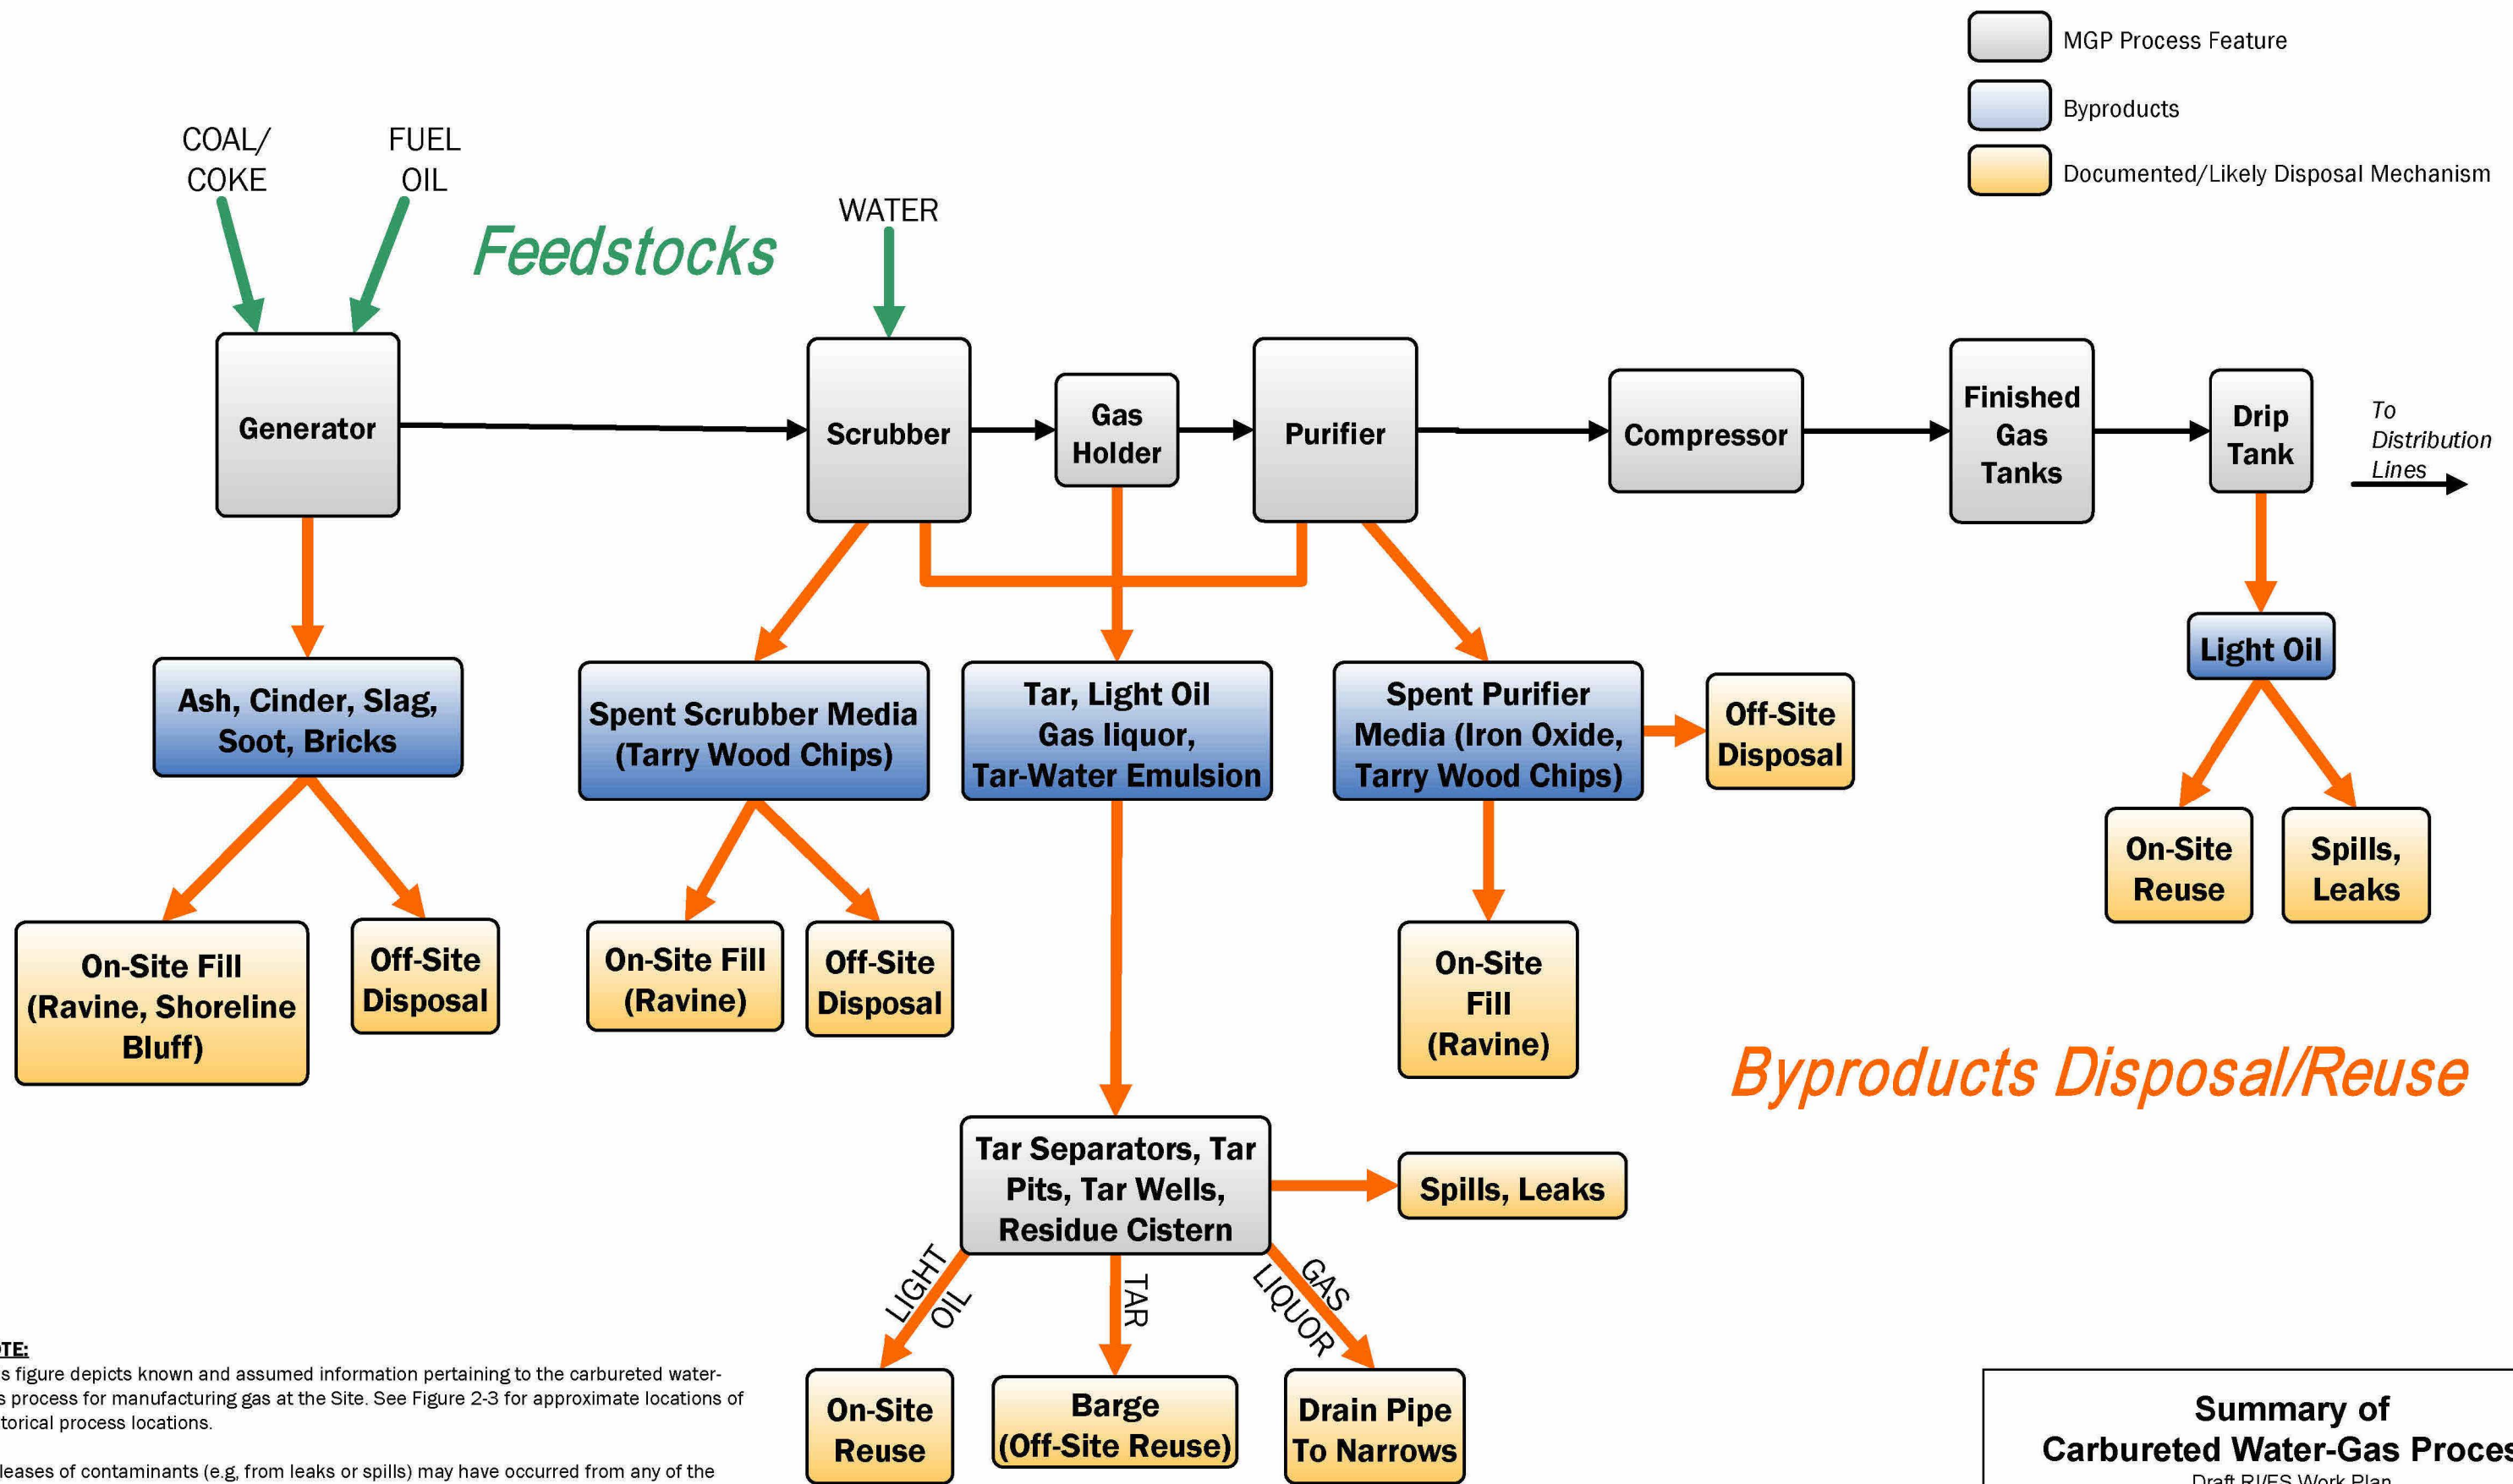 MGP Process Feature
Byproducts
Documented/Likely Disposal Mechanism
COAL/
COKE
FUEL
OIL
Feedstocks
WATER
Generator
Scrubber
Gas
Holder
Purifier
Compressor
Finished
Gas
Tanks
Drip
Tank
To
Distribution
Lines
Ash, Cinder, Slag,
Soot, Bricks
Spent Scrubber Media
(Tarry Wood Chips)
Tar, Light Oil
Gas liquor,
Tar-Water Emulsion
Spent Purifier
Media (Iron Oxide,
Tarry Wood Chips)
Off-Site
Disposal
Light Oil
On-Site
Reuse
Spills,
Leaks
On-Site Fill
(Ravine, Shoreline
Bluff)
Off-Site
Disposal
On-Site Fill
(Ravine)
Off-Site
Disposal
On-Site
Fill
(Ravine)
Byproducts Disposal/Reuse
Tar Separators, Tar
Pits, Tar Wells,
Residue Cistern
Spills, Leaks
LIGHT
OIL
TAR
GAS
LIQUOR
On-Site
Reuse
Barge
(Off-Site Reuse)
Drain Pipe
To Narrows
figure depicts known and assumed information pertaining to the carbureted water-
process for manufacturing gas at the Site. See Figure 2-3 for approximate locations of
process locations.
of contaminants (e.g, from leaks or spills) may have occurred from any of the
Summary of
Carbureted Water-Gas
Draft RI/FS Work Plan